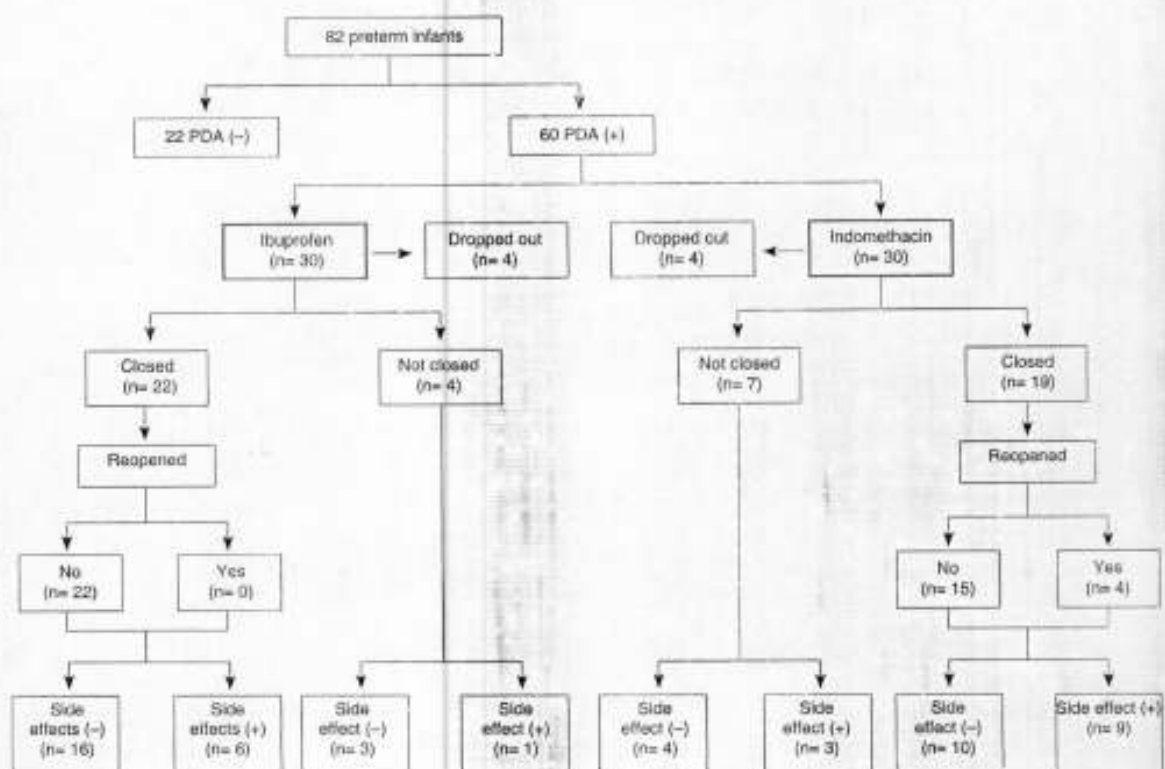 82 preterm infants
22 PDA (–)
60 PDA (+)
Ibuprofen
(n= 30)
Dropped out
(n= 4)
Dropped out
(n= 4)
Indomethacin
(n= 30)
Closed
(n= 22)
Not closed
(n= 4)
Not closed
(n= 7)
Closed
(n= 19)
Reopened
Reopened
No
(n= 22)
Yes
(n= 0)
No
(n= 15)
Yes
(n= 4)
Side
effects (–)
(n= 16)
Side
effects (+)
(n= 6)
Side
effect (–)
(n= 3)
Side
effect (+)
(n= 1)
Side
effect (–)
(n= 4)
Side
effect (+)
(n= 3)
Side
effect (–)
(n= 10)
Side effect (+)
(n= 9)